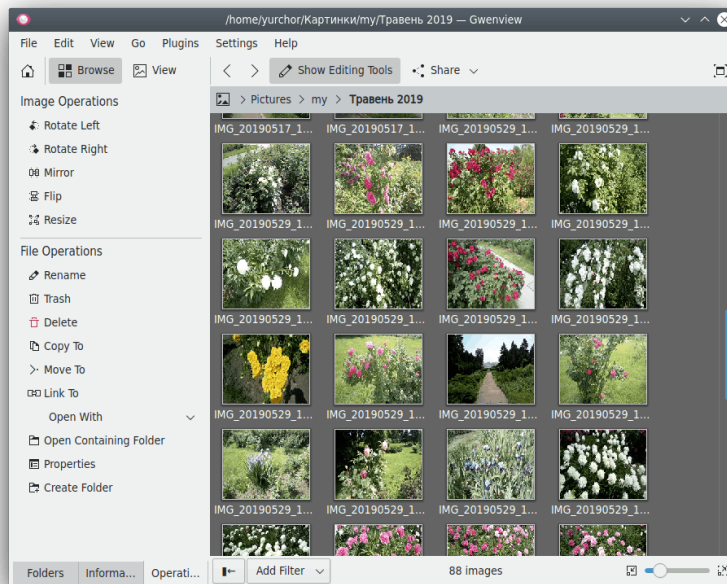 /home/yurchor/Картинки/my/Травень 2019 — Gwenview
File Edit View Go Plugins Settings Help
Browse View Show Editing Tools Share
Image Operations
Rotate Left
Rotate Right
Mirror
Flip
Resize
File Operations
Rename
Trash
Delete
Copy To
Move To
Link To
Open With
Open Containing Folder
Properties
Create Folder
Folders Informa... Operati...
> Pictures > my > Травень 2019
IMG_20190517_1... IMG_20190517_1... IMG_20190529_1... IMG_20190529_1...
IMG_20190529_1... IMG_20190529_1... IMG_20190529_1... IMG_20190529_1...
IMG_20190529_1... IMG_20190529_1... IMG_20190529_1... IMG_20190529_1...
IMG_20190529_1... IMG_20190529_1... IMG_20190529_1... IMG_20190529_1...
IMG_20190529_1... IMG_20190529_1... IMG_20190529_1... IMG_20190529_1...
Add Filter 88 images